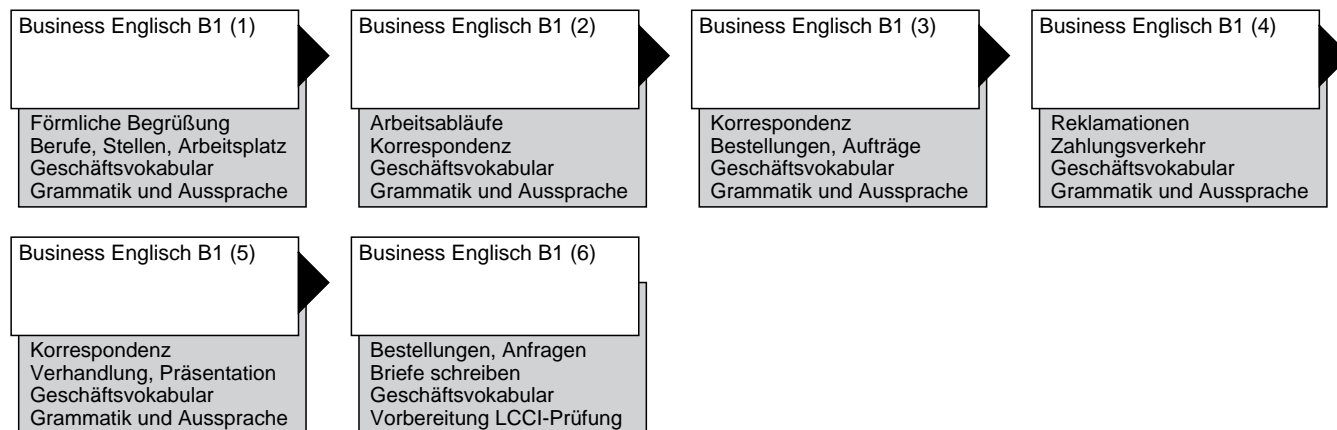 Business Englisch B1 (1)
Förmliche Begrüßung
Berufe, Stellen, Arbeitsplatz
Geschäftsvokabular
Grammatik und Aussprache
Business Englisch B1 (2)
Arbeitsabläufe
Korrespondenz
Geschäftsvokabular
Grammatik und Aussprache
Business Englisch B1 (3)
Korrespondenz
Bestellungen, Aufträge
Geschäftsvokabular
Grammatik und Aussprache
Business Englisch B1 (4)
Reklamationen
Zahlungsverkehr
Geschäftsvokabular
Grammatik und Aussprache
Business Englisch B1 (5)
Korrespondenz
Verhandlung, Präsentation
Geschäftsvokabular
Grammatik und Aussprache
Business Englisch B1 (6)
Bestellungen, Anfragen
Briefe schreiben
Geschäftsvokabular
Vorbereitung LCCI-Prüfung